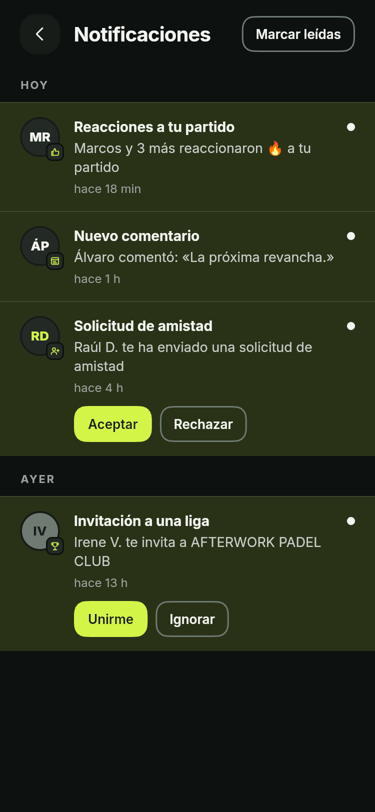 Notificaciones
Marcar leídas
HOY
MR
Reacciones a tu partido
Marcos y 3 más reaccionaron 🔥 a tu
partido
hace 18 min
ÁP
Nuevo comentario
Álvaro comentó: «La próxima revancha.»
hace 1 h
RD
Solicitud de amistad
Raúl D. te ha enviado una solicitud de
amistad
hace 4 h
Aceptar
Rechazar
AYER
IV
Invitación a una liga
Irene V. te invita a AFTERWORK PADEL
CLUB
hace 13 h
Unirme
Ignorar